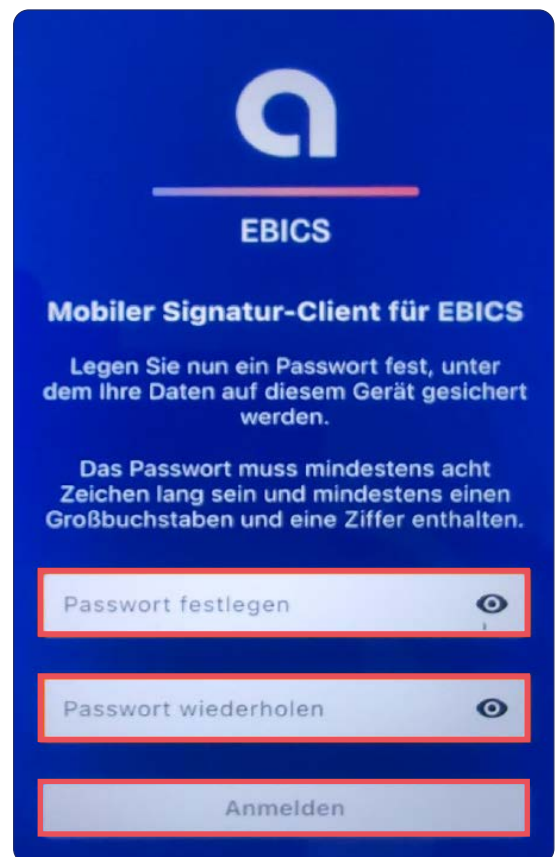 EBICS
Mobiler Signatur-Client für EBICS
Legen Sie nun ein Passwort fest, unter
dem Ihre Daten auf diesem Gerät gesichert
werden.
Das Passwort muss mindestens acht
Zeichen lang sein und mindestens einen
Großbuchstaben und eine Ziffer enthalten.
Passwort festlegen
Passwort wiederholen
Anmelden